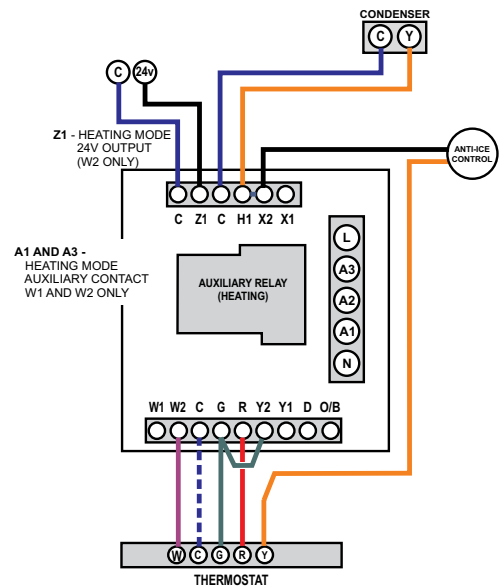 CONDENSER
C Y
C 24v
Z1 - HEATING MODE
24V OUTPUT
(W2 ONLY)
ANTI-ICE
CONTROL
C Z1 C H1 X2 X1
A1 AND A3 -
HEATING MODE
AUXILIARY CONTACT
W1 AND W2 ONLY
AUXILIARY RELAY
(HEATING)
L
A3
A2
A1
N
W1 W2 C G R Y2 Y1 D O/B
W C G R Y
THERMOSTAT